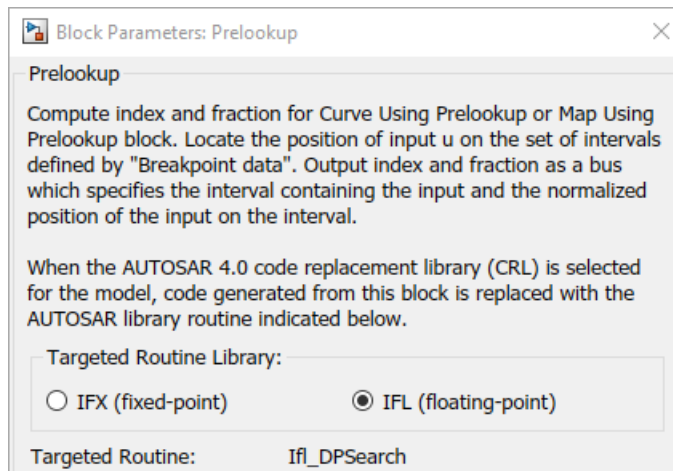 Block Parameters: Prelookup
Prelookup
Compute index and fraction for Curve Using Prelookup or Map Using
Prelookup block. Locate the position of input u on the set of intervals
defined by "Breakpoint data". Output index and fraction as a bus
which specifies the interval containing the input and the normalized
position of the input on the interval.
When the AUTOSAR 4.0 code replacement library (CRL) is selected
for the model, code generated from this block is replaced with the
AUTOSAR library routine indicated below.
Targeted Routine Library:
IFX (fixed-point) IFL (floating-point)
Targeted Routine: Ifl_DPSearch